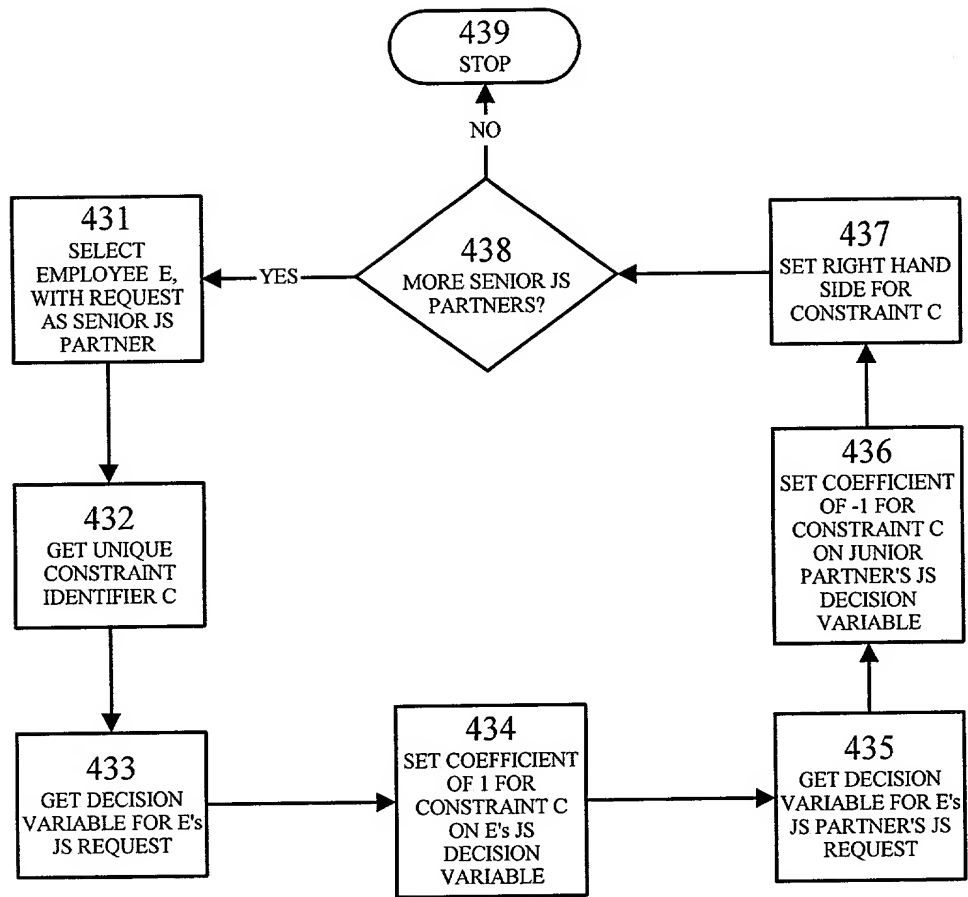 439
STOP
NO
431
SELECT
EMPLOYEE E,
WITH REQUEST
AS SENIOR JS
PARTNER
YES
438
MORE SENIOR JS
PARTNERS?
437
SET RIGHT HAND
SIDE FOR
CONSTRAINT C
432
GET UNIQUE
CONSTRAINT
IDENTIFIER C
436
SET COEFFICIENT
OF -1 FOR
CONSTRAINT C
ON JUNIOR
PARTNER'S JS
DECISION
VARIABLE
433
GET DECISION
VARIABLE FOR E's
JS REQUEST
434
SET COEFFICIENT
OF 1 FOR
CONSTRAINT C
ON E's JS
DECISION
VARIABLE
435
GET DECISION
VARIABLE FOR E's
JS PARTNER'S JS
REQUEST